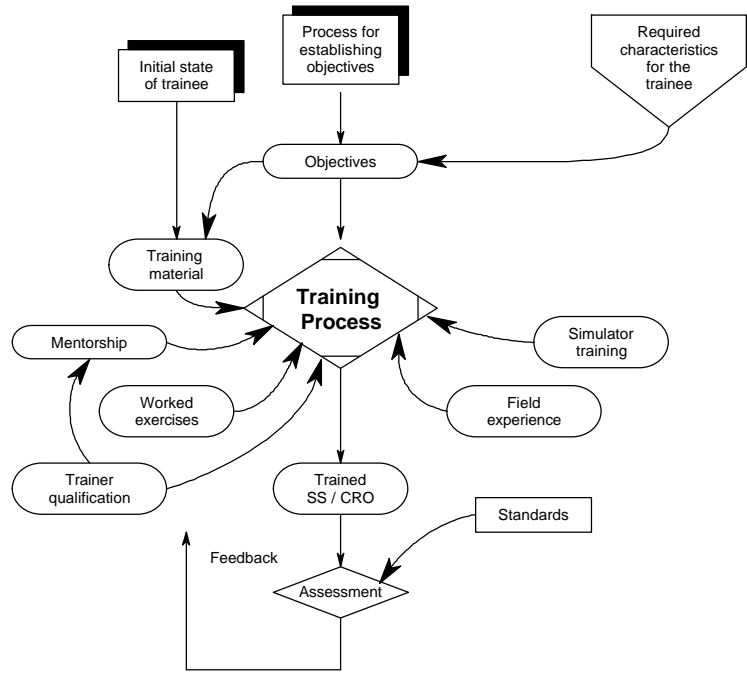 Process for
establishing
objectives
Required
characteristics
for the
trainee
Initial state
of trainee
Objectives
Training
material
Training
Process
Mentorship
Simulator
training
Worked
exercises
Field
experience
Trainer
qualification
Trained
SS / CRO
Standards
Feedback
Assessment